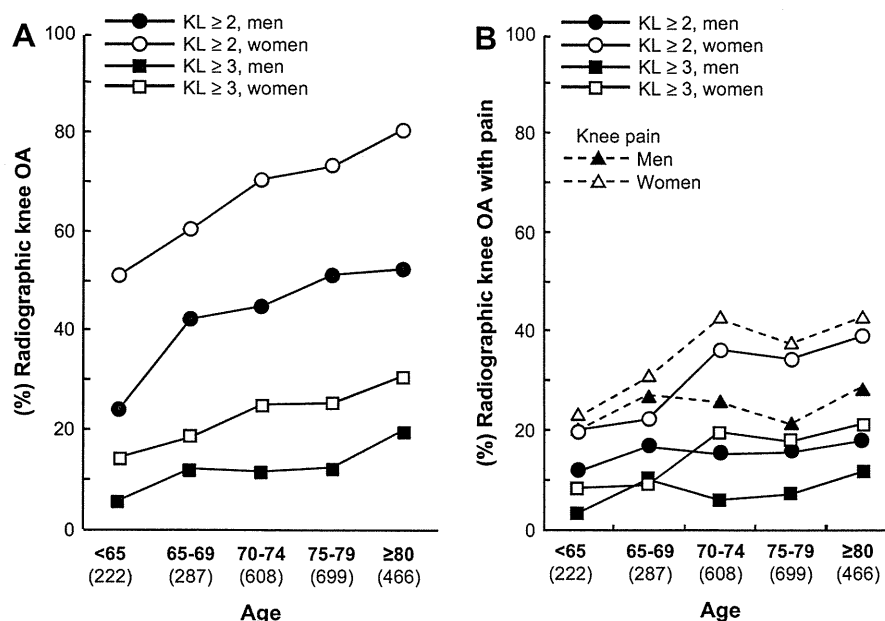 A
KL ≥ 2, men
KL ≥ 2, women
KL ≥ 3, men
KL ≥ 3, women
(%) Radiographic knee OA
100
80
60
40
20
0
<65 65-69 70-74 75-79 ≥80
(222) (287) (608) (699) (466)
Age
B
KL ≥ 2, men
KL ≥ 2, women
KL ≥ 3, men
KL ≥ 3, women
Knee pain
Men
Women
(%) Radiographic knee OA with pain
100
80
60
40
20
0
<65 65-69 70-74 75-79 ≥80
(222) (287) (608) (699) (466)
Age